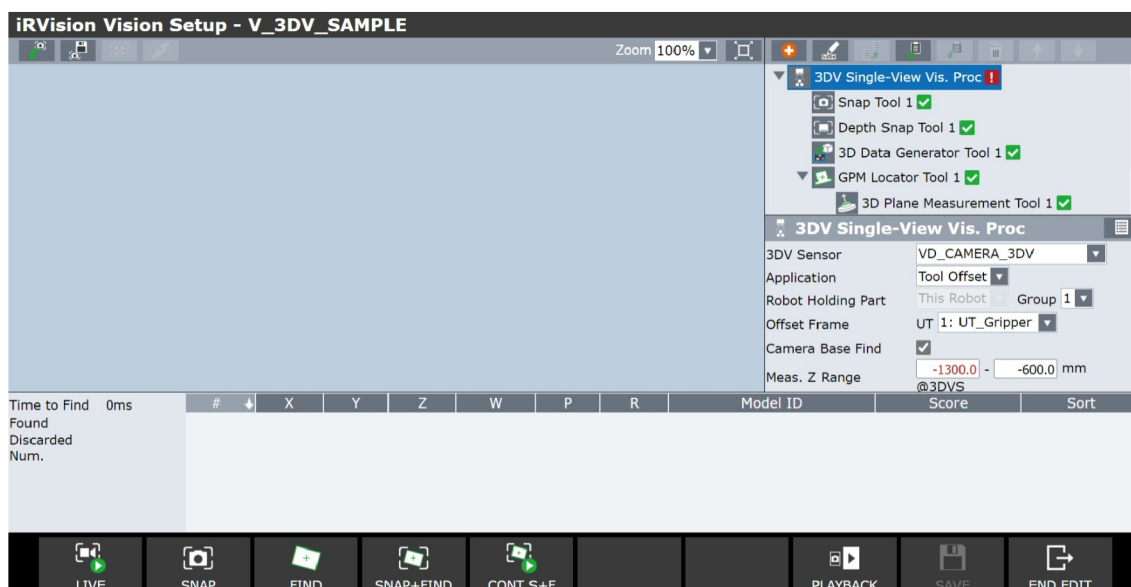 iRVision Vision Setup - V_3DV_SAMPLE
Zoom 100%
3DV Single-View Vis. Proc !
Snap Tool 1
Depth Snap Tool 1
3D Data Generator Tool 1
GPM Locator Tool 1
3D Plane Measurement Tool 1
3DV Single-View Vis. Proc
3DV Sensor VD_CAMERA_3DV
Application Tool Offset
Robot Holding Part This Robot Group 1
Offset Frame UT 1: UT_Gripper
Camera Base Find
Meas. Z Range -1300.0 - -600.0 mm
@3DVS
Time to Find 0ms
Found
Discarded
Num.
# X Y Z W P R Model ID Score Sort
LIVE SNAP FIND SNAP+FIND CONT S+F PLAYBACK SAVE END EDIT